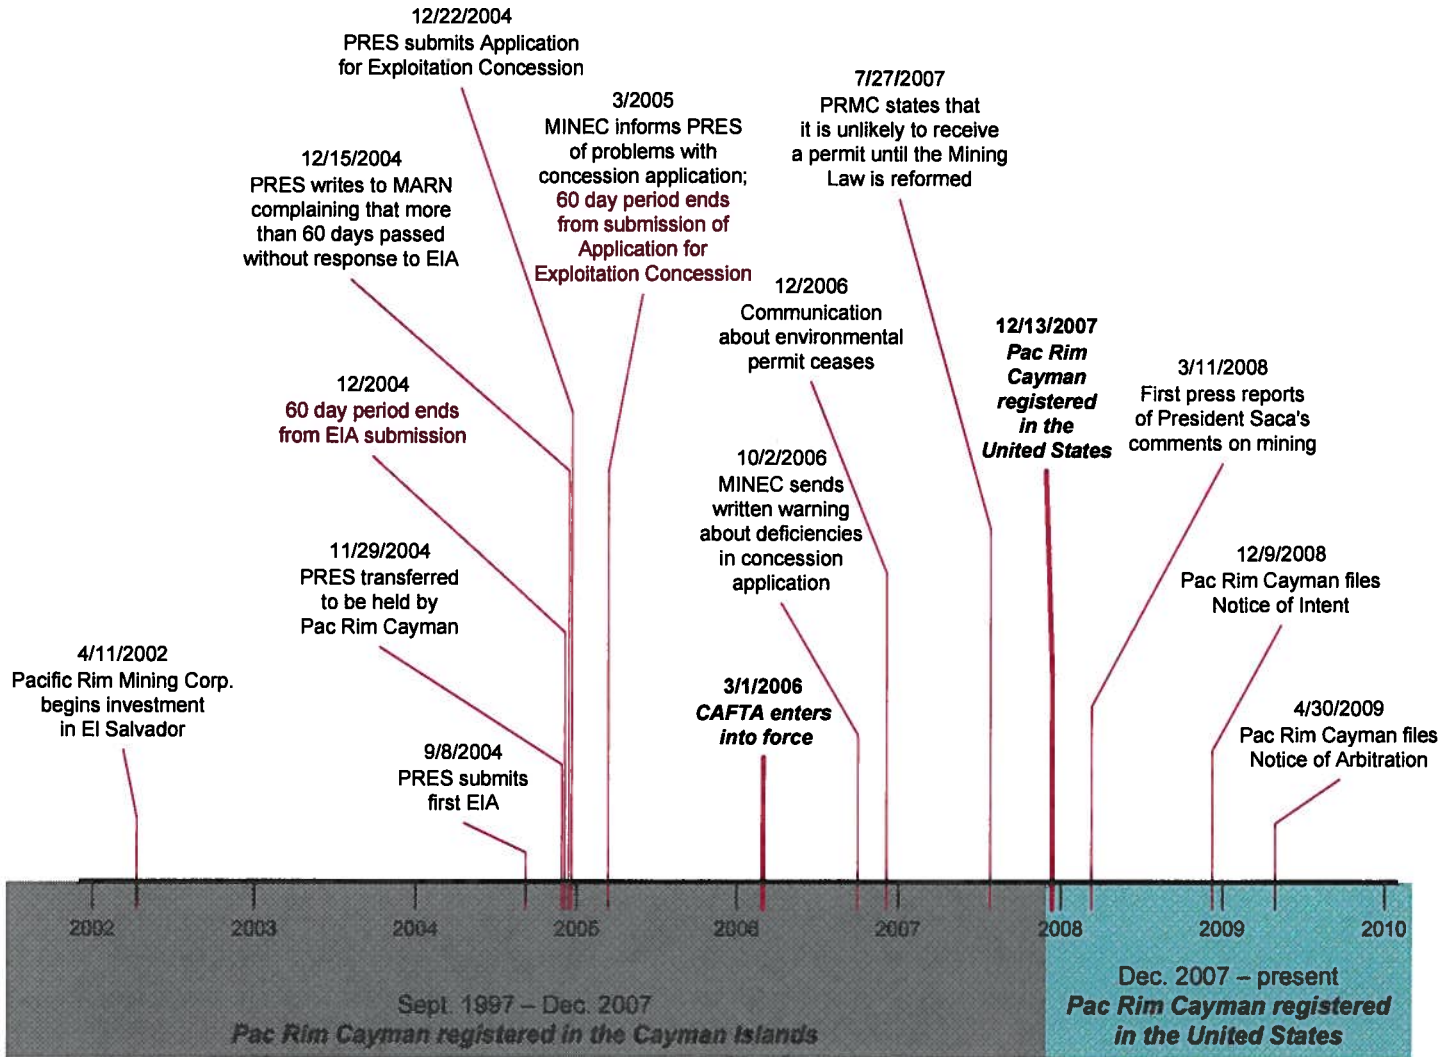 12/22/2004
PRES submits Application
for Exploitation Concession
3/2005
MINEC informs PRES
of problems with
concession application;
60 day period ends
from submission of
Application for
Exploitation Concession
7/27/2007
PRMC states that
it is unlikely to receive
a permit until the Mining
Law is reformed
12/15/2004
PRES writes to MARN
complaining that more
than 60 days passed
without response to EIA
12/2006
Communication
about environmental
permit ceases
12/13/2007
Pac Rim
Cayman
registered
in the
United States
3/11/2008
First press reports
of President Saca's
comments on mining
12/2004
60 day period ends
from EIA submission
10/2/2006
MINEC sends
written warning
about deficiencies
in concession
application
11/29/2004
PRES transferred
to be held by
Pac Rim Cayman
12/9/2008
Pac Rim Cayman files
Notice of Intent
4/11/2002
Pacific Rim Mining Corp.
begins investment
in El Salvador
3/1/2006
CAFTA enters
into force
4/30/2009
Pac Rim Cayman files
Notice of Arbitration
9/8/2004
PRES submits
first EIA
2002 2003 2004 2005 2006 2007 2008 2009 2010
Sept. 1997 – Dec. 2007
Pac Rim Cayman registered in the Cayman Islands
Dec. 2007 – present
Pac Rim Cayman registered
in the United States